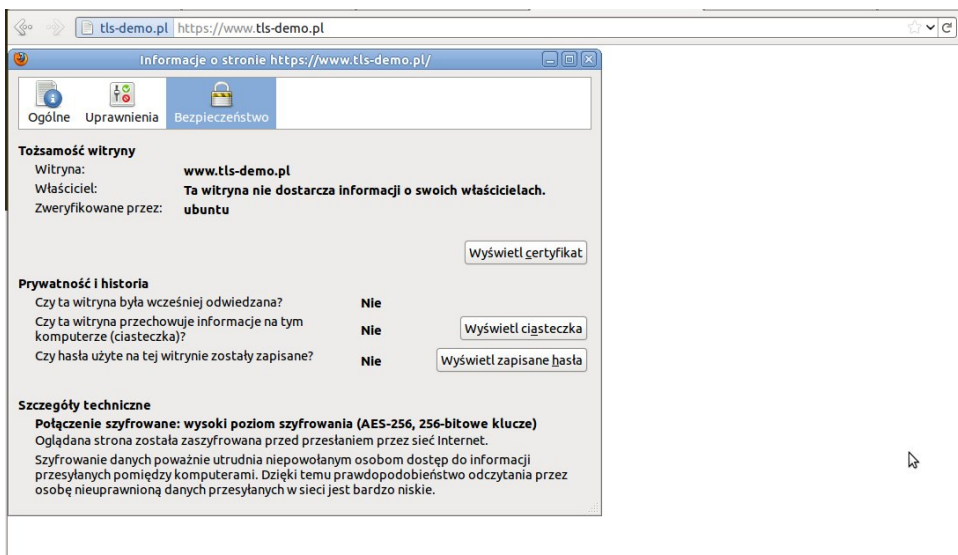 tls-demo.pl https://www.tls-demo.pl
Informacje o stronie https://www.tls-demo.pl/
Ogólne Uprawnienia Bezpieczeństwo
Tożsamość witryny
Witryna: www.tls-demo.pl
Właściciel: Ta witryna nie dostarcza informacji o swoich właścicielach.
Zweryfikowane przez: ubuntu
Wyświetl certyfikat
Prywatność i historia
Czy ta witryna była wcześniej odwiedzana? Nie
Czy ta witryna przechowuje informacje na tym
komputerze (ciasteczka)? Nie Wyświetl ciasteczka
Czy hasła użyte na tej witrynie zostały zapisane? Nie Wyświetl zapisane hasła
Szczegóły techniczne
Połączenie szyfrowane: wysoki poziom szyfrowania (AES-256, 256-bitowe klucze)
Oglądana strona została zaszyfrowana przed przesłaniem przez sieć Internet.
Szyfrowanie danych poważnie utrudnia niepowołanym osobom dostęp do informacji
przesyłanych pomiędzy komputerami. Dzięki temu prawdopodobieństwo odczytania przez
osobę nieuprawnioną danych przesyłanych w sieci jest bardzo niskie.